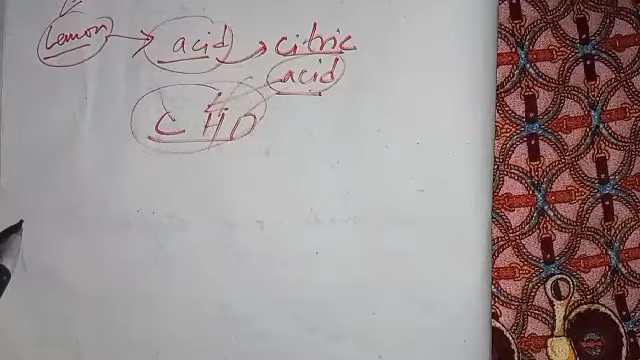 Lemon → acid → citric
acid
C H O